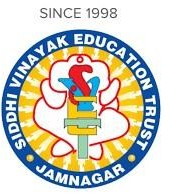 SINCE 1998
SIDDHI VINAYAK EDUCATION TRUST
JAMNAGAR